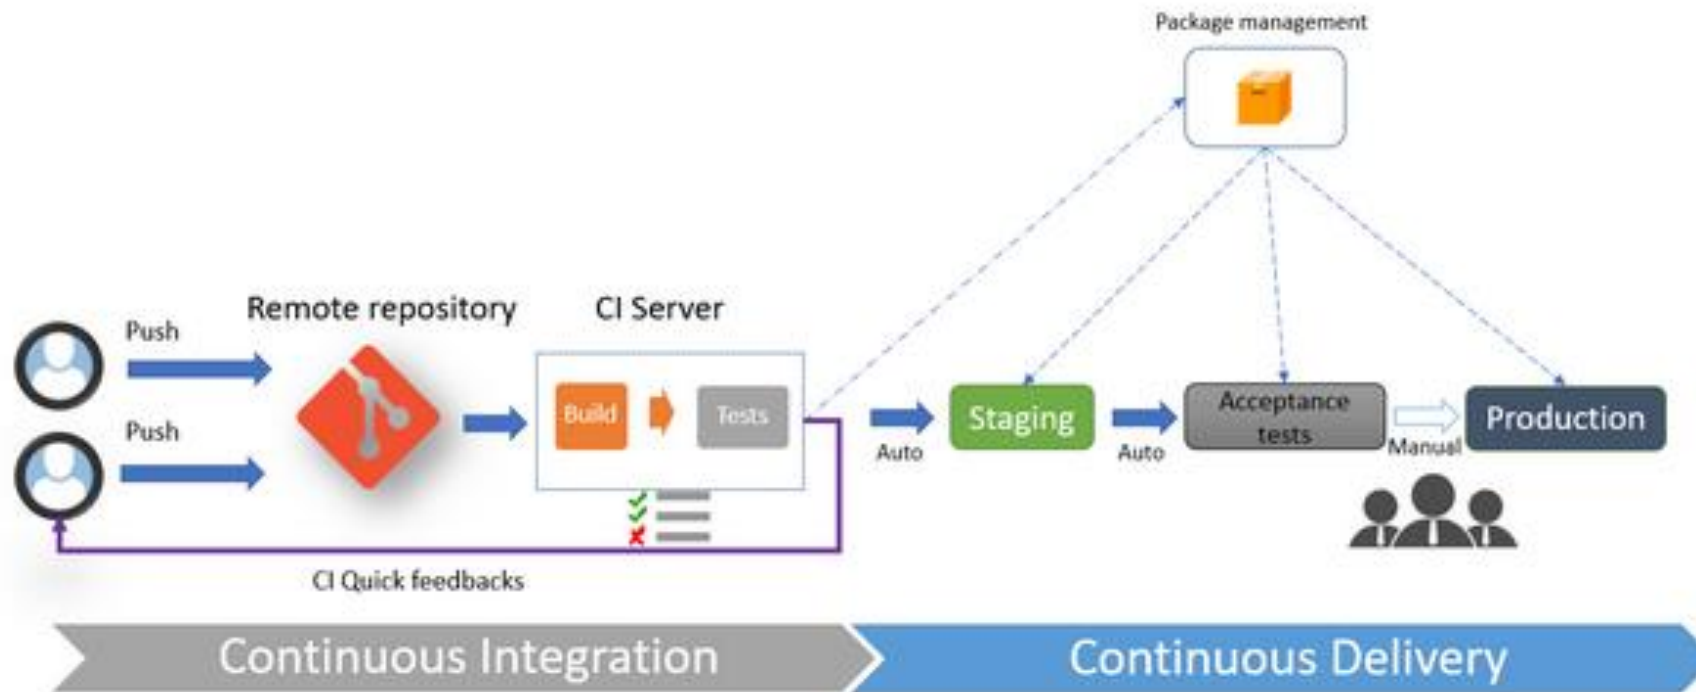 Package management
Remote repository
CI Server
Push
Push
Build
Tests
Auto
Staging
Auto
Acceptance
tests
Manual
Production
CI Quick feedbacks
Continuous Integration
Continuous Delivery